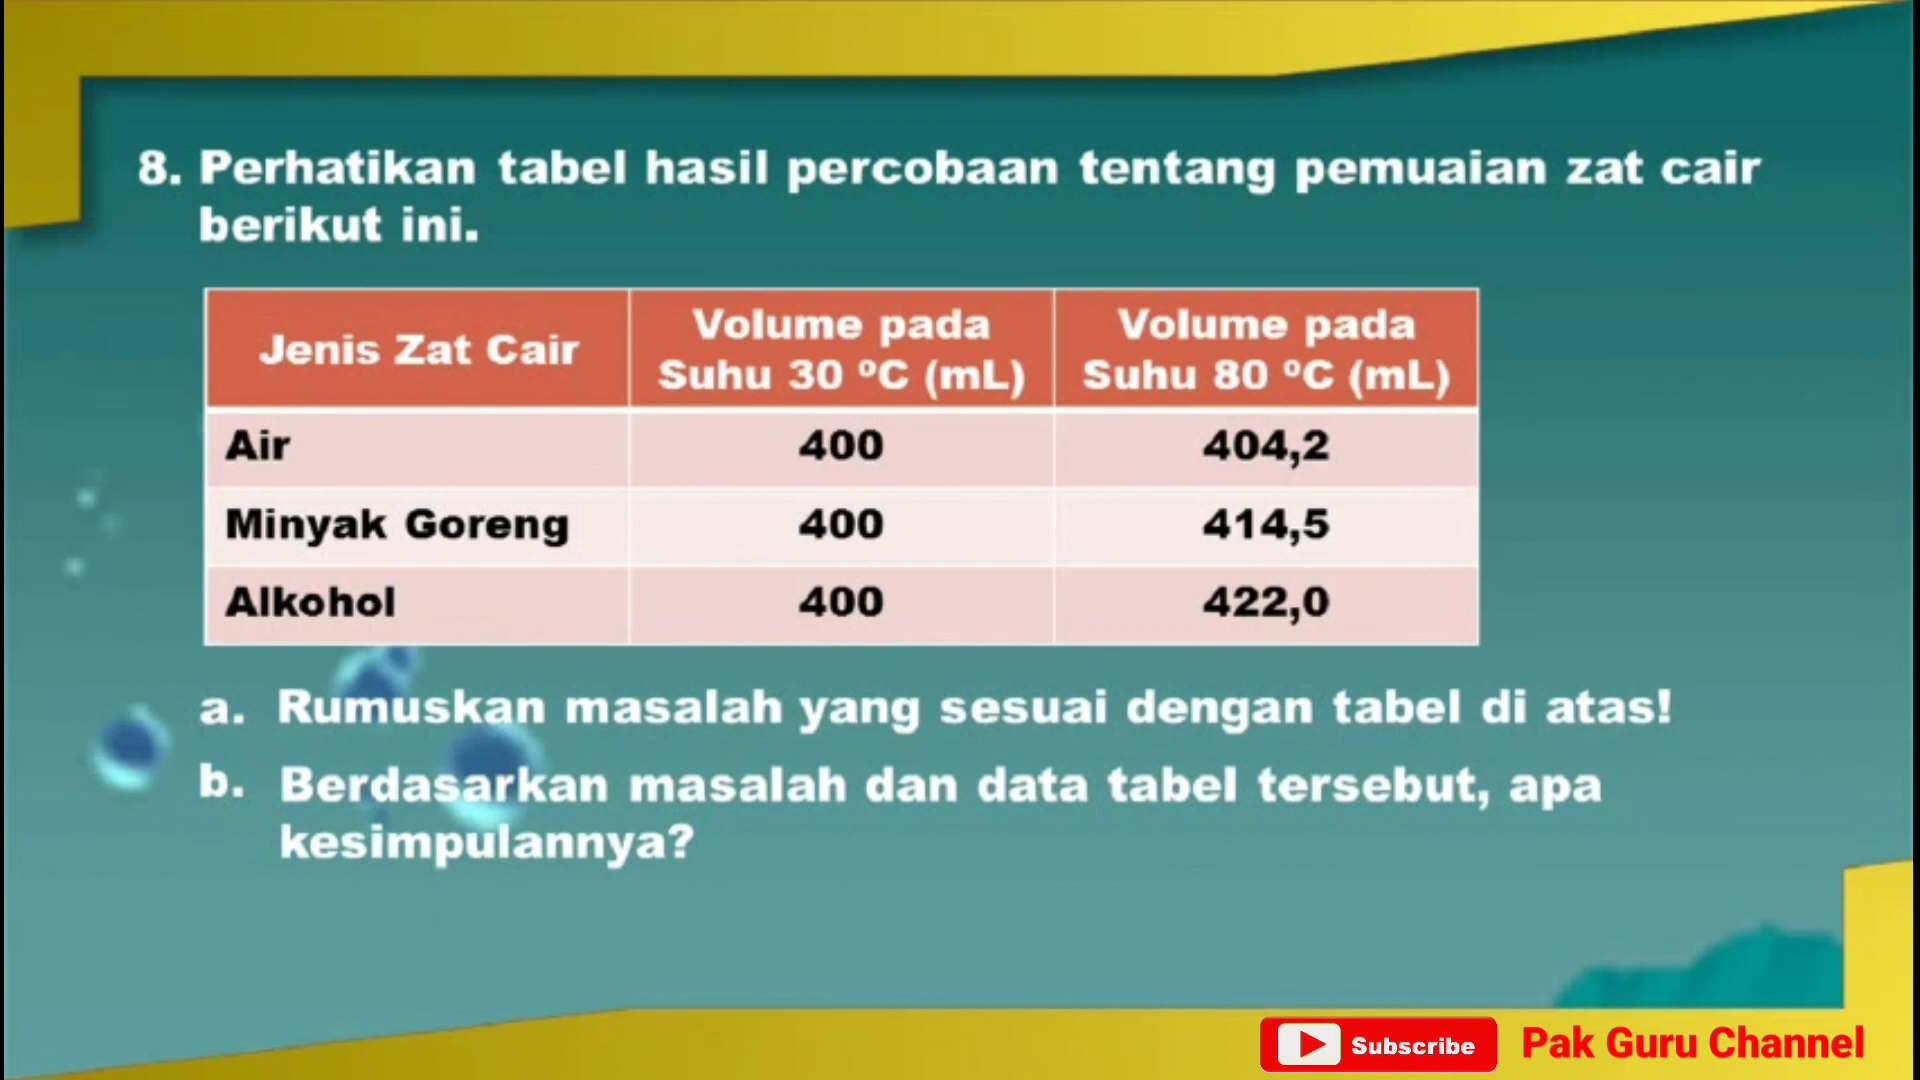 8. Perhatikan tabel hasil percobaan tentang pemuaian zat cair
berikut ini.
Jenis Zat Cair
Volume pada
Suhu 30 ºC (mL)
Volume pada
Suhu 80 ºC (mL)
Air 400 404,2
Minyak Goreng 400 414,5
Alkohol 400 422,0
a. Rumuskan masalah yang sesuai dengan tabel di atas!
b. Berdasarkan masalah dan data tabel tersebut, apa
kesimpulannya?
Subscribe Pak Guru Channel